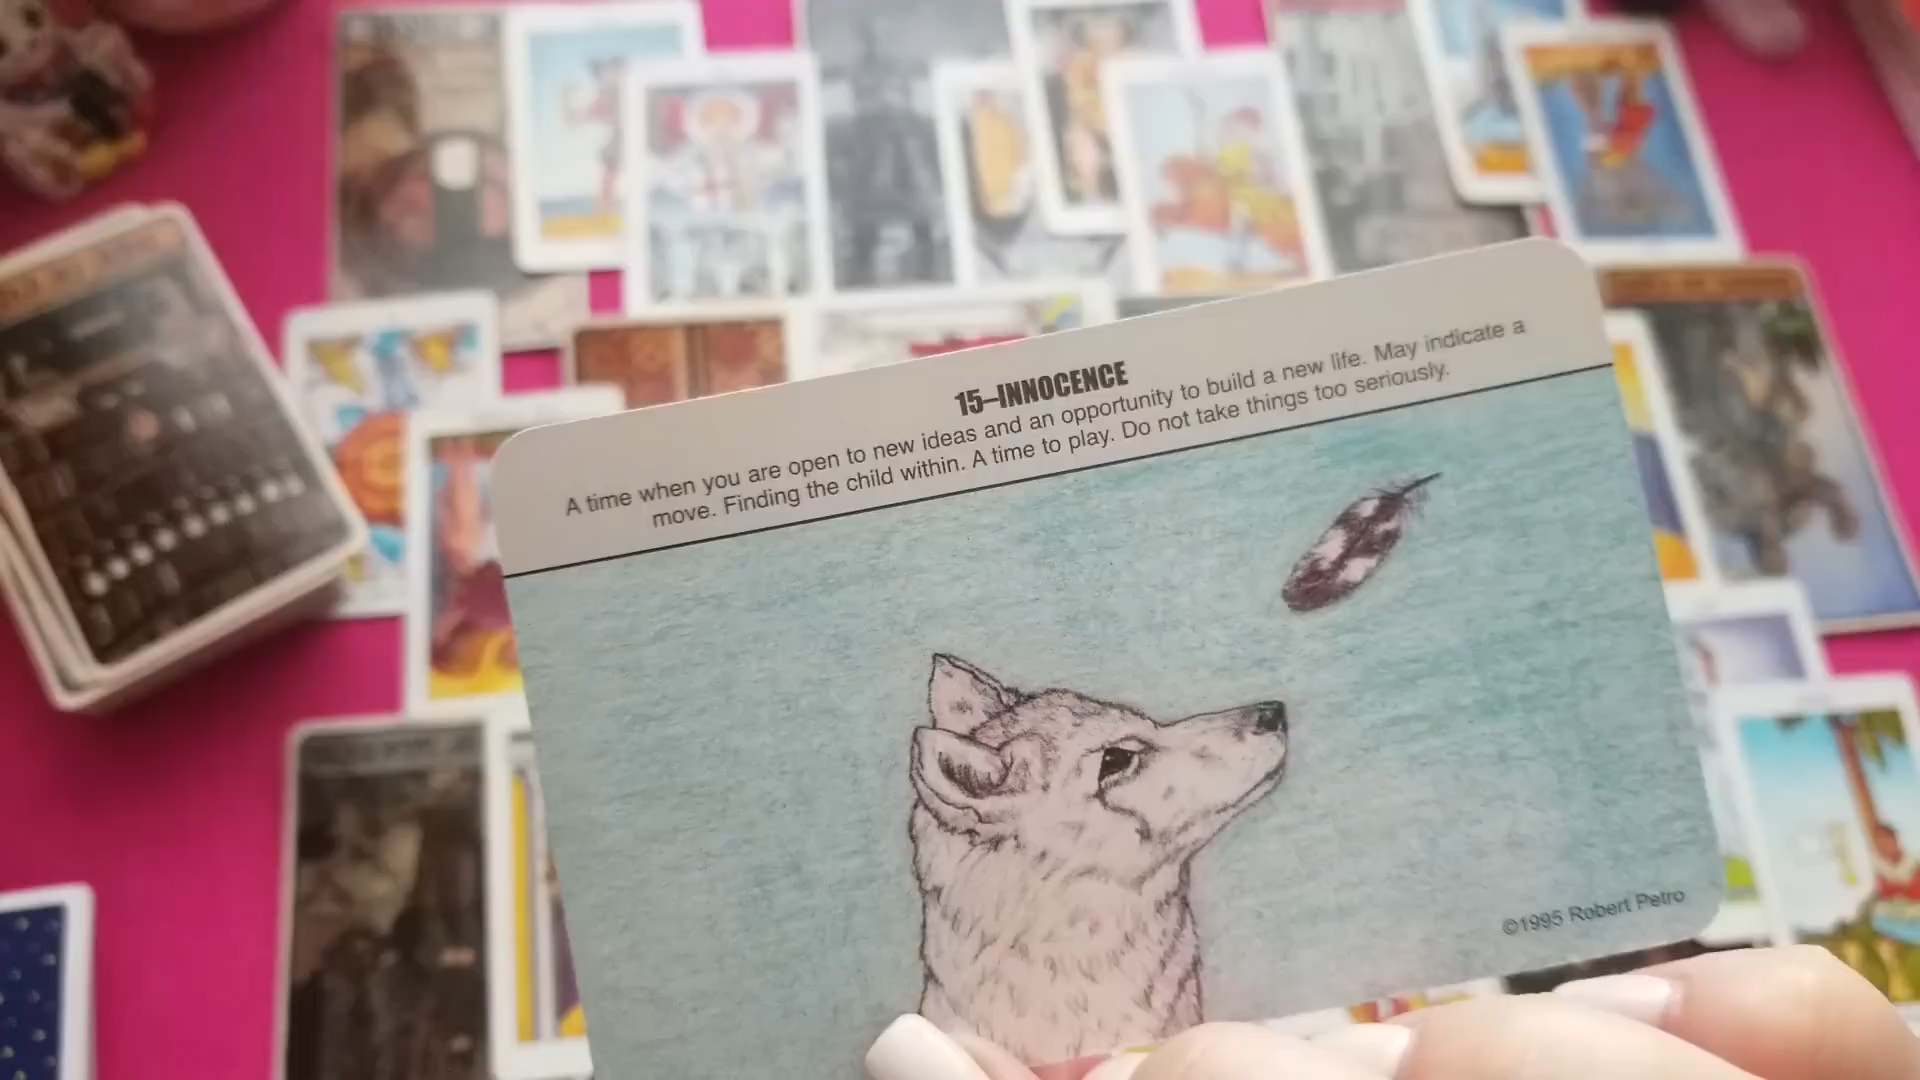 15–INNOCENCE
A time when you are open to new ideas and an opportunity to build a new life. May indicate a
move. Finding the child within. A time to play. Do not take things too seriously.
©1995 Robert Petro